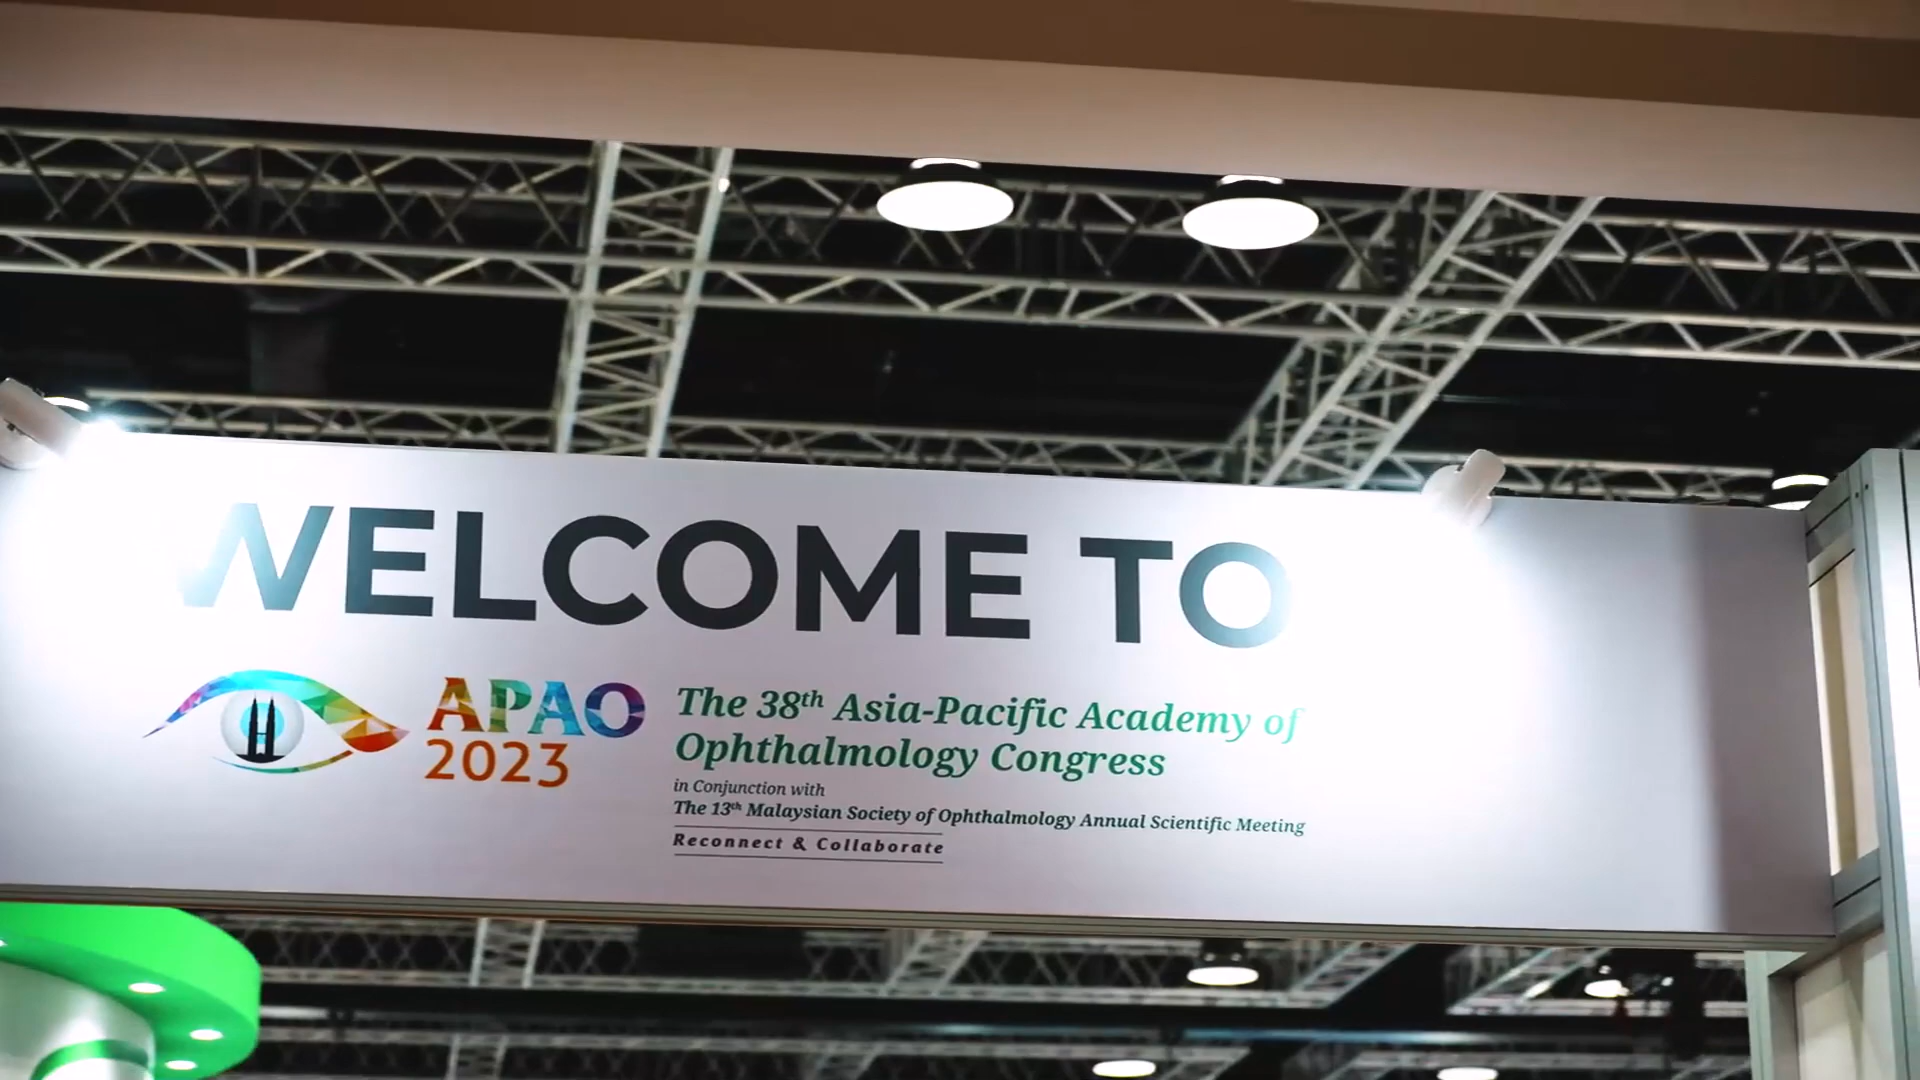 WELCOME TO
APAO
2023
The 38th Asia-Pacific Academy of
Ophthalmology Congress
in Conjunction with
The 13th Malaysian Society of Ophthalmology Annual Scientific Meeting
Reconnect & Collaborate